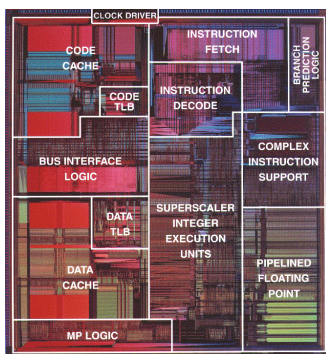 CLOCK DRIVER
CODE
CACHE
CODE
TLB
INSTRUCTION
FETCH
BRANCH
PREDICTION
LOGIC
INSTRUCTION
DECODE
BUS INTERFACE
LOGIC
COMPLEX
INSTRUCTION
SUPPORT
SUPERSCALER
INTEGER
EXECUTION
UNITS
DATA
TLB
DATA
CACHE
PIPELINED
FLOATING
POINT
MP LOGIC